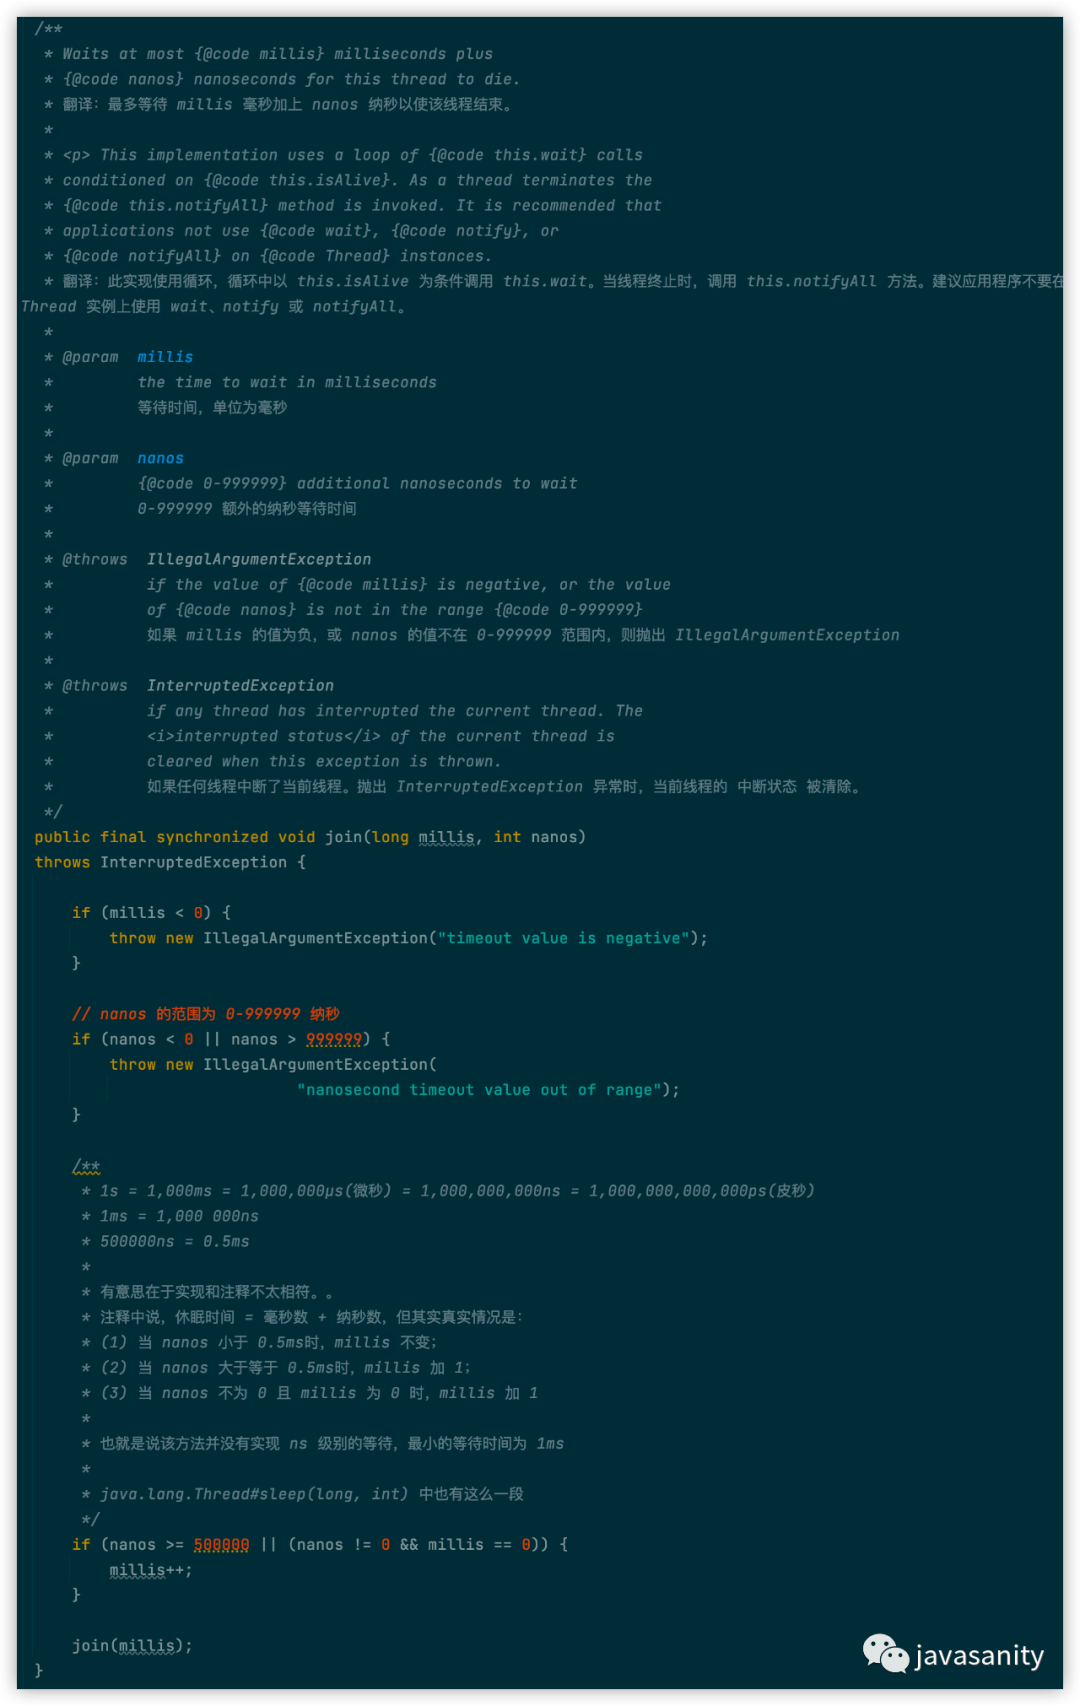 /**
 * Waits at most {@code millis} milliseconds plus
 * {@code nanos} nanoseconds for this thread to die.
 * 翻译：最多等待 millis 毫秒加上 nanos 纳秒以使该线程结束。
 *
 * <p> This implementation uses a loop of {@code this.wait} calls
 * conditioned on {@code this.isAlive}. As a thread terminates the
 * {@code this.notifyAll} method is invoked. It is recommended that
 * applications not use {@code wait}, {@code notify}, or
 * {@code notifyAll} on {@code Thread} instances.
 * 翻译：此实现使用循环，循环中以 this.isAlive 为条件调用 this.wait。当线程终止时，调用 this.notifyAll 方法。建议应用程序不要在
Thread 实例上使用 wait、notify 或 notifyAll。
 *
 * @param  millis
 *         the time to wait in milliseconds
 *         等待时间，单位为毫秒
 *
 * @param  nanos
 *         {@code 0-999999} additional nanoseconds to wait
 *         0-999999 额外的纳秒等待时间
 *
 * @throws  IllegalArgumentException
 *          if the value of {@code millis} is negative, or the value
 *          of {@code nanos} is not in the range {@code 0-999999}
 *          如果 millis 的值为负，或 nanos 的值不在 0-999999 范围内，则抛出 IllegalArgumentException
 *
 * @throws  InterruptedException
 *          if any thread has interrupted the current thread. The
 *          <i>interrupted status</i> of the current thread is
 *          cleared when this exception is thrown.
 *          如果任何线程中断了当前线程。抛出 InterruptedException 异常时，当前线程的 中断状态 被清除。
 */
public final synchronized void join(long millis, int nanos)
throws InterruptedException {

    if (millis < 0) {
        throw new IllegalArgumentException("timeout value is negative");
    }

    // nanos 的范围为 0-999999 纳秒
    if (nanos < 0 || nanos > 999999) {
        throw new IllegalArgumentException(
                            "nanosecond timeout value out of range");
    }

    /**
     * 1s = 1,000ms = 1,000,000μs(微秒) = 1,000,000,000ns = 1,000,000,000,000ps(皮秒)
     * 1ms = 1,000 000ns
     * 500000ns = 0.5ms
     *
     * 有意思在于实现和注释不太相符。。
     * 注释中说，休眠时间 = 毫秒数 + 纳秒数，但其实真实情况是：
     * (1) 当 nanos 小于 0.5ms时，millis 不变；
     * (2) 当 nanos 大于等于 0.5ms时，millis 加 1；
     * (3) 当 nanos 不为 0 且 millis 为 0 时，millis 加 1
     *
     * 也就是说该方法并没有实现 ns 级别的等待，最小的等待时间为 1ms
     *
     * java.lang.Thread#sleep(long, int) 中也有这么一段
     */
    if (nanos >= 500000 || (nanos != 0 && millis == 0)) {
        millis++;
    }

    join(millis);
}
javasanity